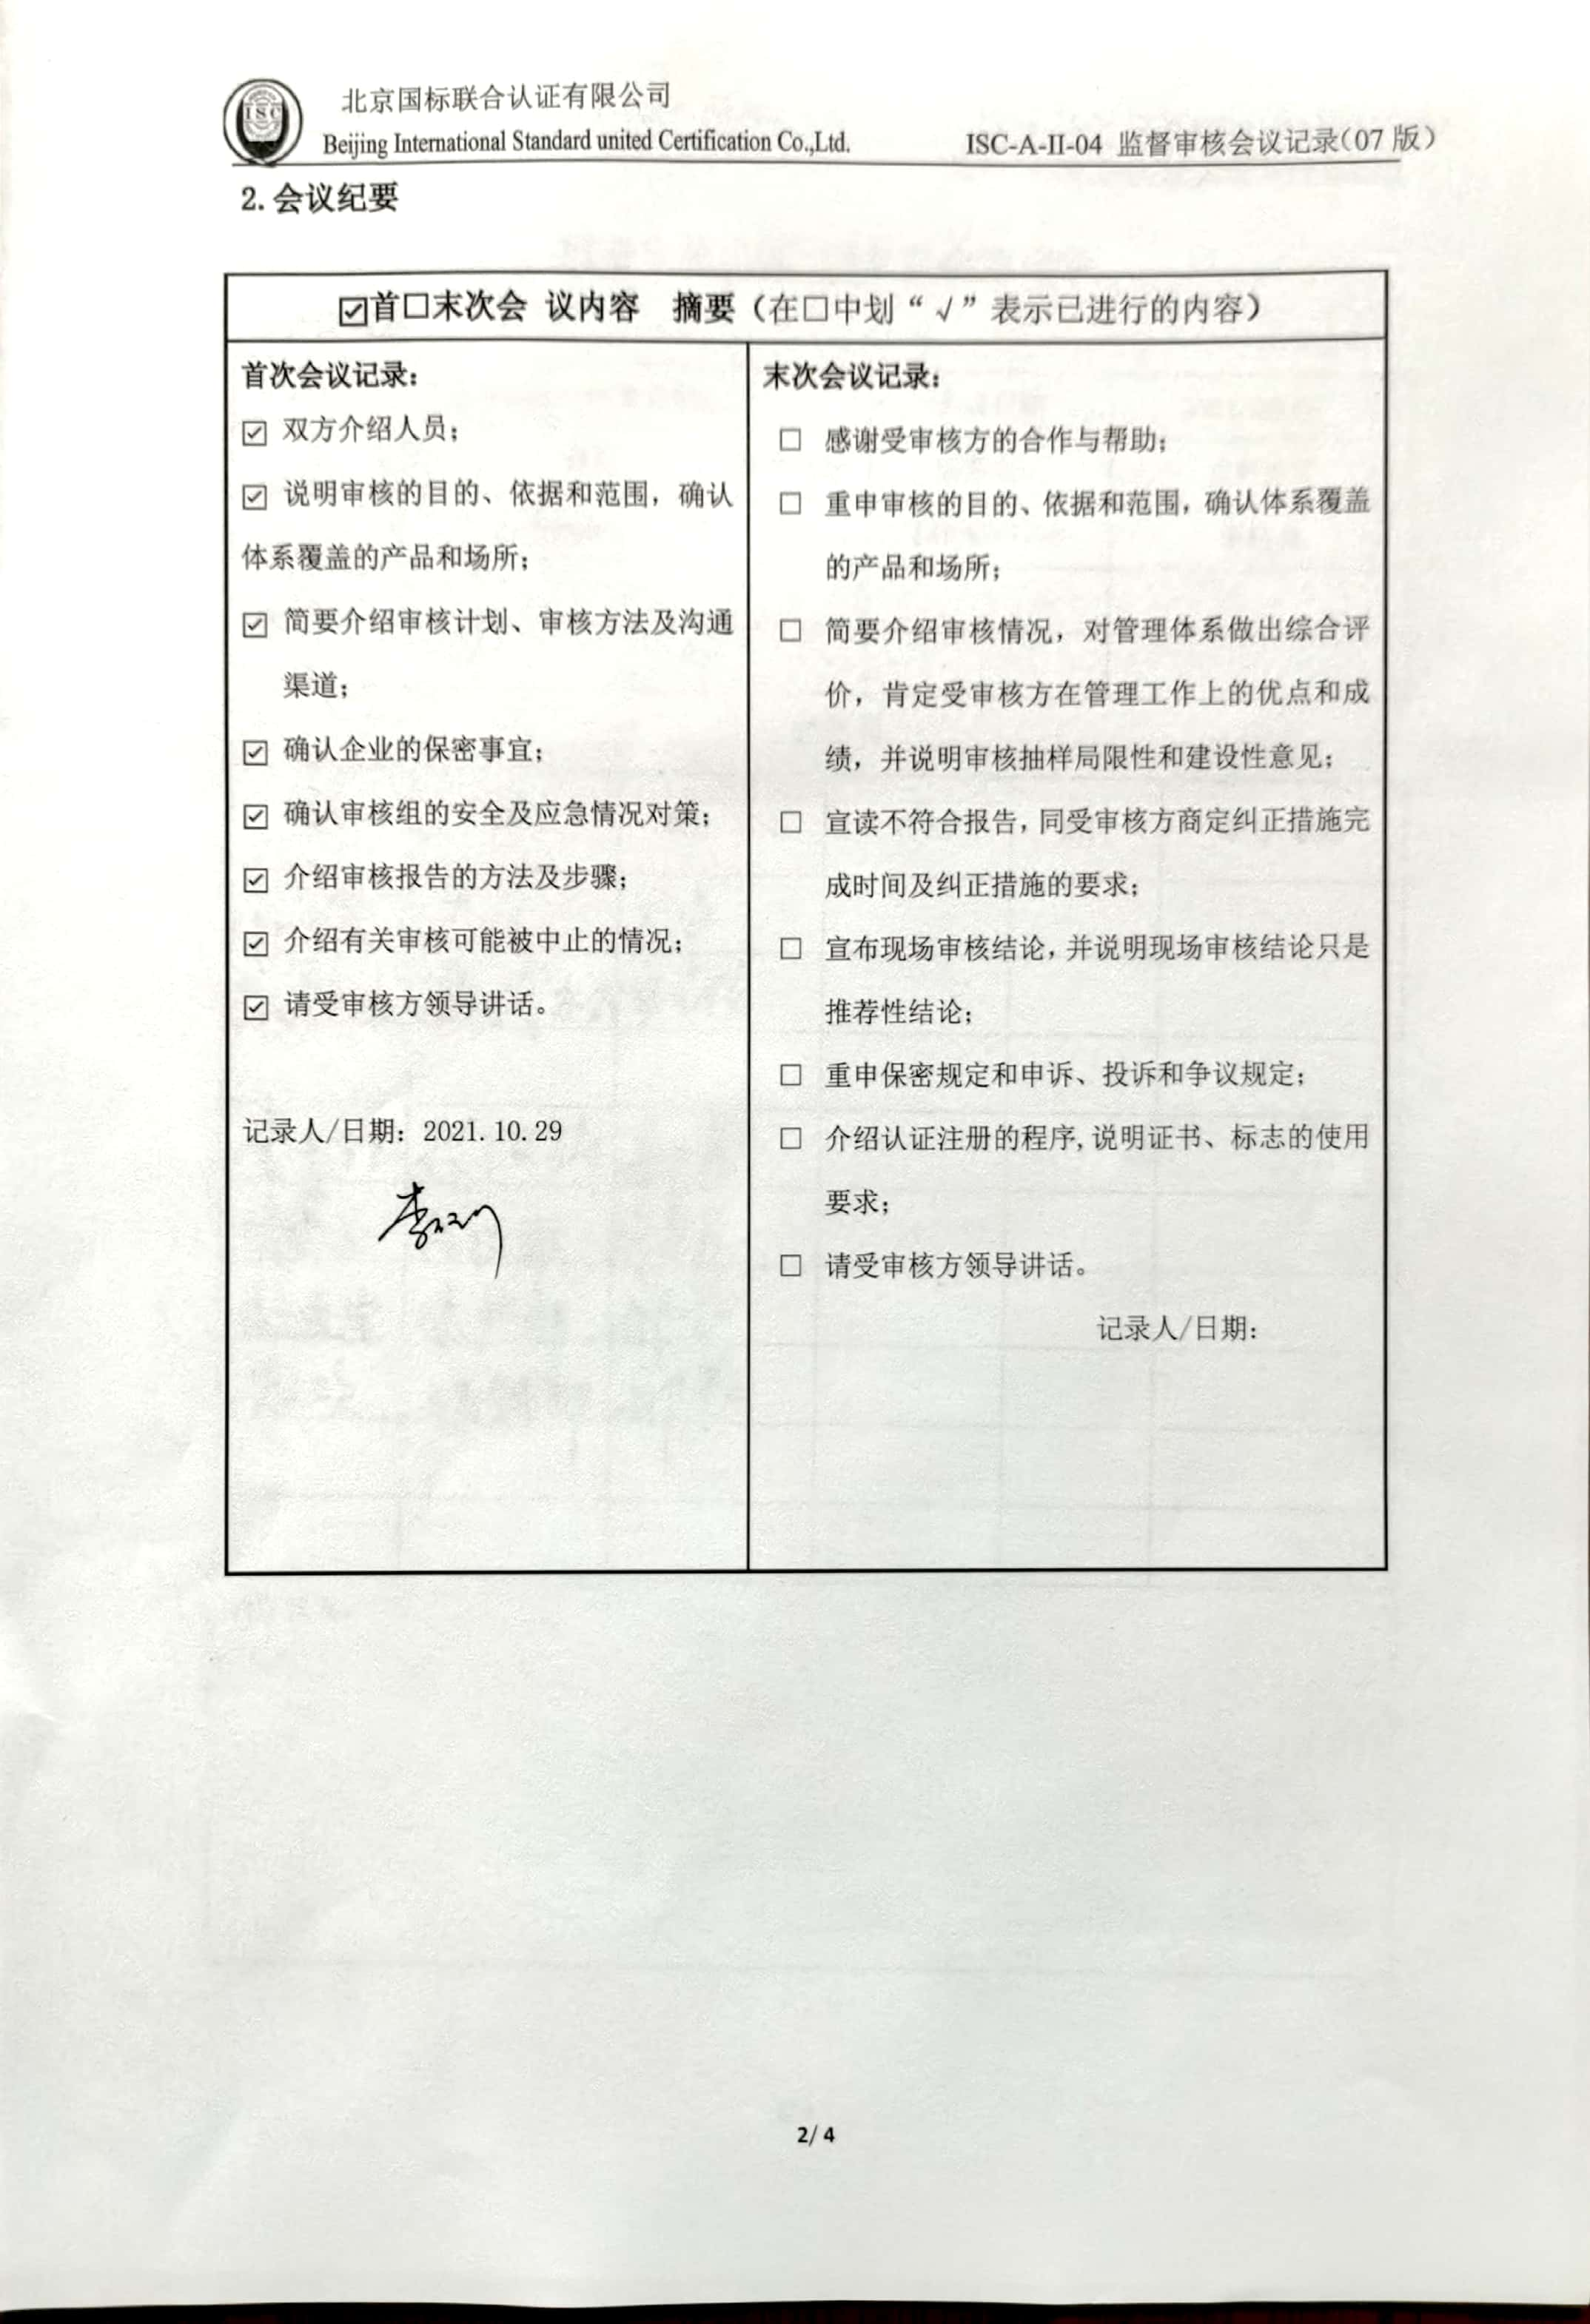 ISC
北京国标联合认证有限公司
Beijing International Standard united Certification Co.,Ltd.
ISC-A-II-04 监督审核会议记录(07版)
2.会议纪要
☑首□末次会 议内容 摘要（在□中划“√”表示已进行的内容）
首次会议记录:
☑ 双方介绍人员;
☑ 说明审核的目的、依据和范围，确认
体系覆盖的产品和场所;
☑ 简要介绍审核计划、审核方法及沟通
渠道;
☑ 确认企业的保密事宜;
☑ 确认审核组的安全及应急情况对策;
☑ 介绍审核报告的方法及步骤;
☑ 介绍有关审核可能被中止的情况;
☑ 请受审核方领导讲话。
记录人/日期: 2021.10.29
末次会议记录:
□ 感谢受审核方的合作与帮助;
□ 重申审核的目的、依据和范围，确认体系覆盖
的产品和场所;
□ 简要介绍审核情况，对管理体系做出综合评
价，肯定受审核方在管理工作上的优点和成
绩，并说明审核抽样局限性和建设性意见;
□ 宣读不符合报告，同受审核方商定纠正措施完
成时间及纠正措施的要求;
□ 宣布现场审核结论，并说明现场审核结论只是
推荐性结论;
□ 重申保密规定和申诉、投诉和争议规定;
□ 介绍认证注册的程序,说明证书、标志的使用
要求;
□ 请受审核方领导讲话。
记录人/日期:
2/ 4